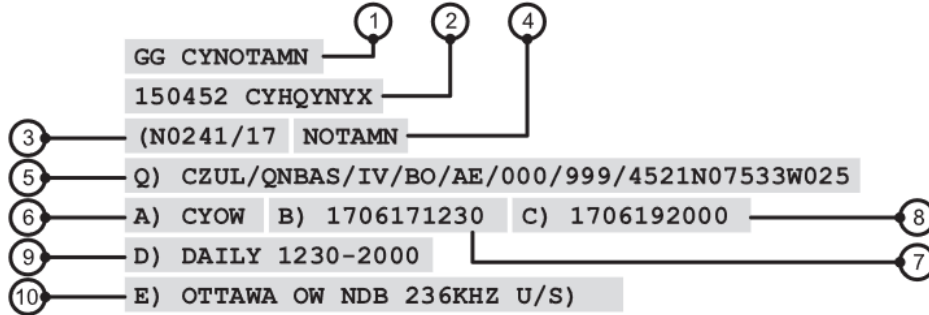 1 2 4
GG CYNOTAMN
150452 CYHQYNYX
3 (N0241/17 NOTAMN
5 Q) CZUL/QNBAS/IV/BO/AE/000/999/4521N07533W025
6 A) CYOW B) 1706171230 C) 1706192000 8
9 D) DAILY 1230-2000 7
10 E) OTTAWA OW NDB 236KHZ U/S)